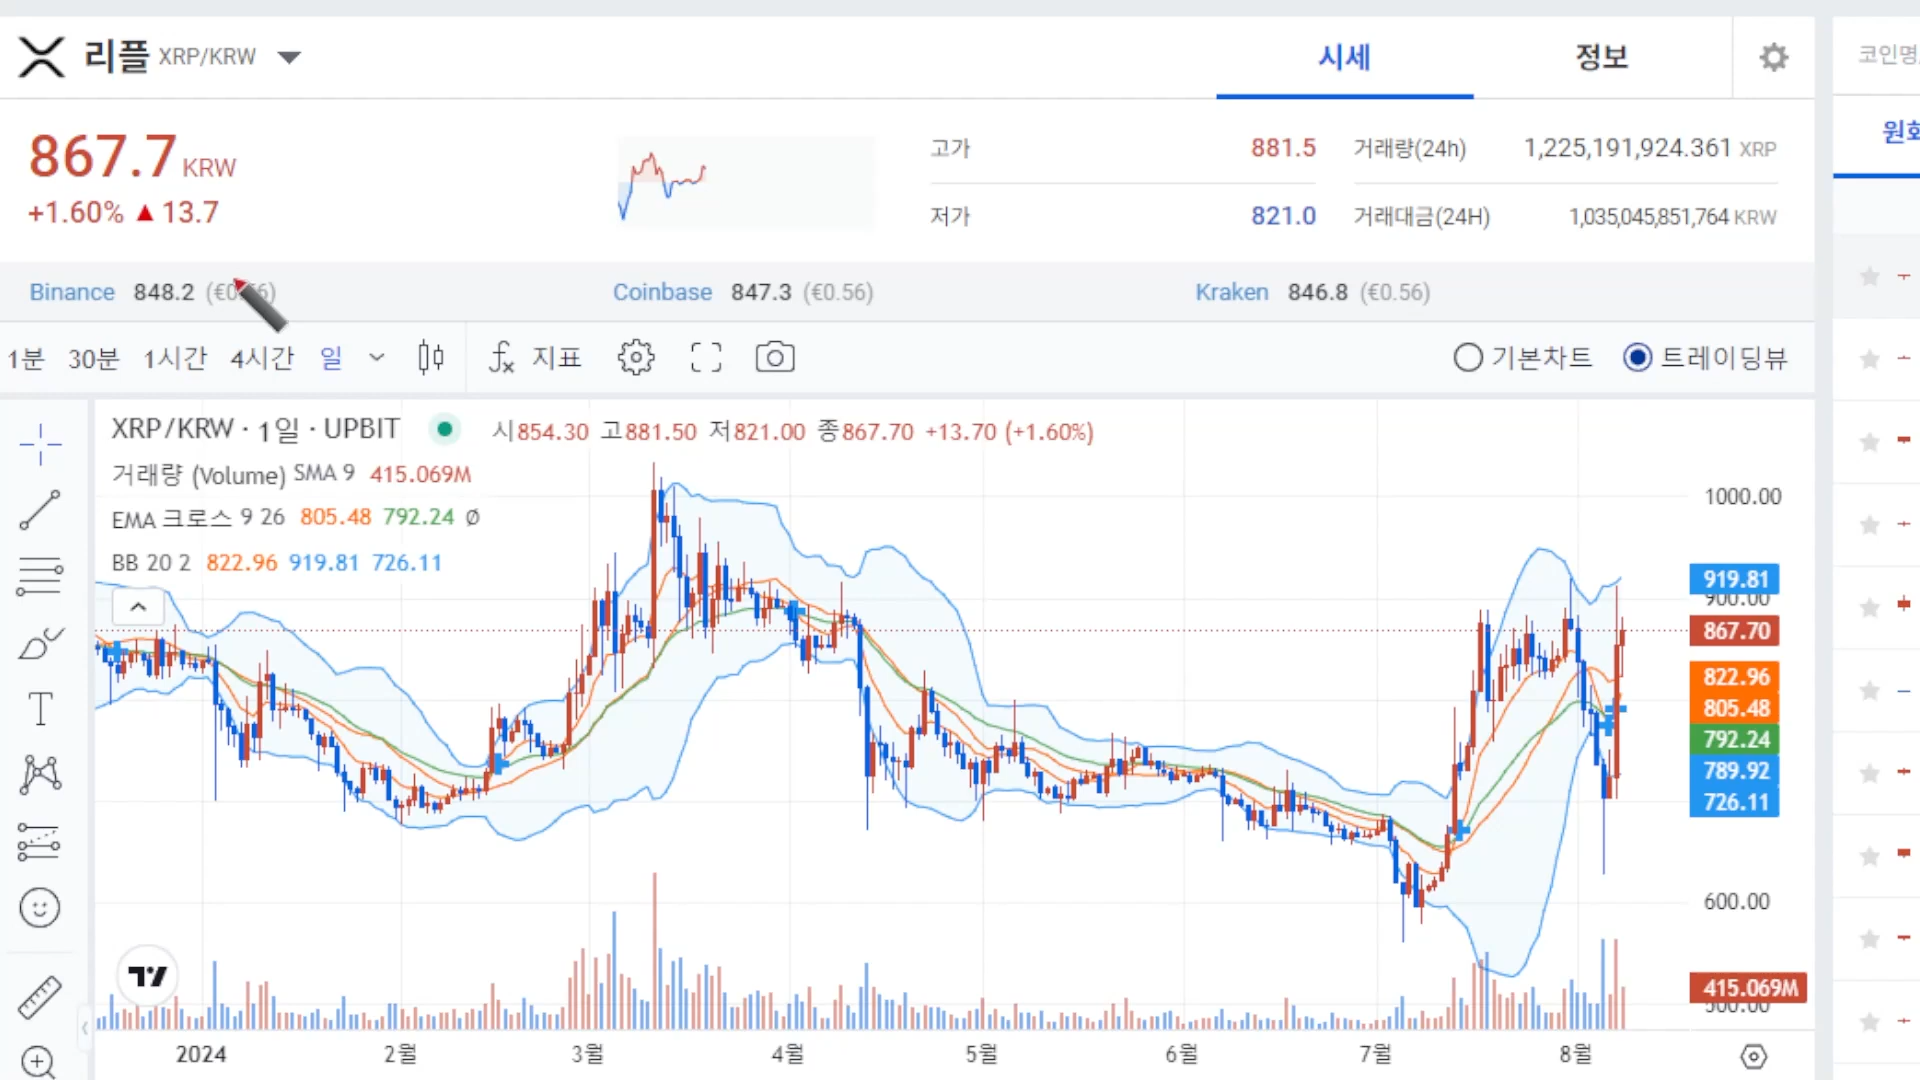 리플 XRP/KRW
시세
정보
867.7 KRW
+1.60% ▲ 13.7
고가 881.5
거래량(24h) 1,225,191,924.361 XRP
저가 821.0
거래대금(24H) 1,035,045,851,764 KRW
Binance 848.2
Coinbase 847.3 (€0.56)
Kraken 846.8 (€0.56)
1분 30분 1시간 4시간 일
지표
기본차트 트레이딩뷰
XRP/KRW · 1일 · UPBIT
시854.30 고881.50 저821.00 종867.70 +13.70 (+1.60%)
거래량 (Volume) SMA 9 415.069M
EMA 크로스 9 26 805.48 792.24 Ø
BB 20 2 822.96 919.81 726.11
1000.00
919.81
900.00
867.70
822.96
805.48
792.24
789.92
726.11
600.00
415.069M
500.00
2024 2월 3월 4월 5월 6월 7월 8월
코인명